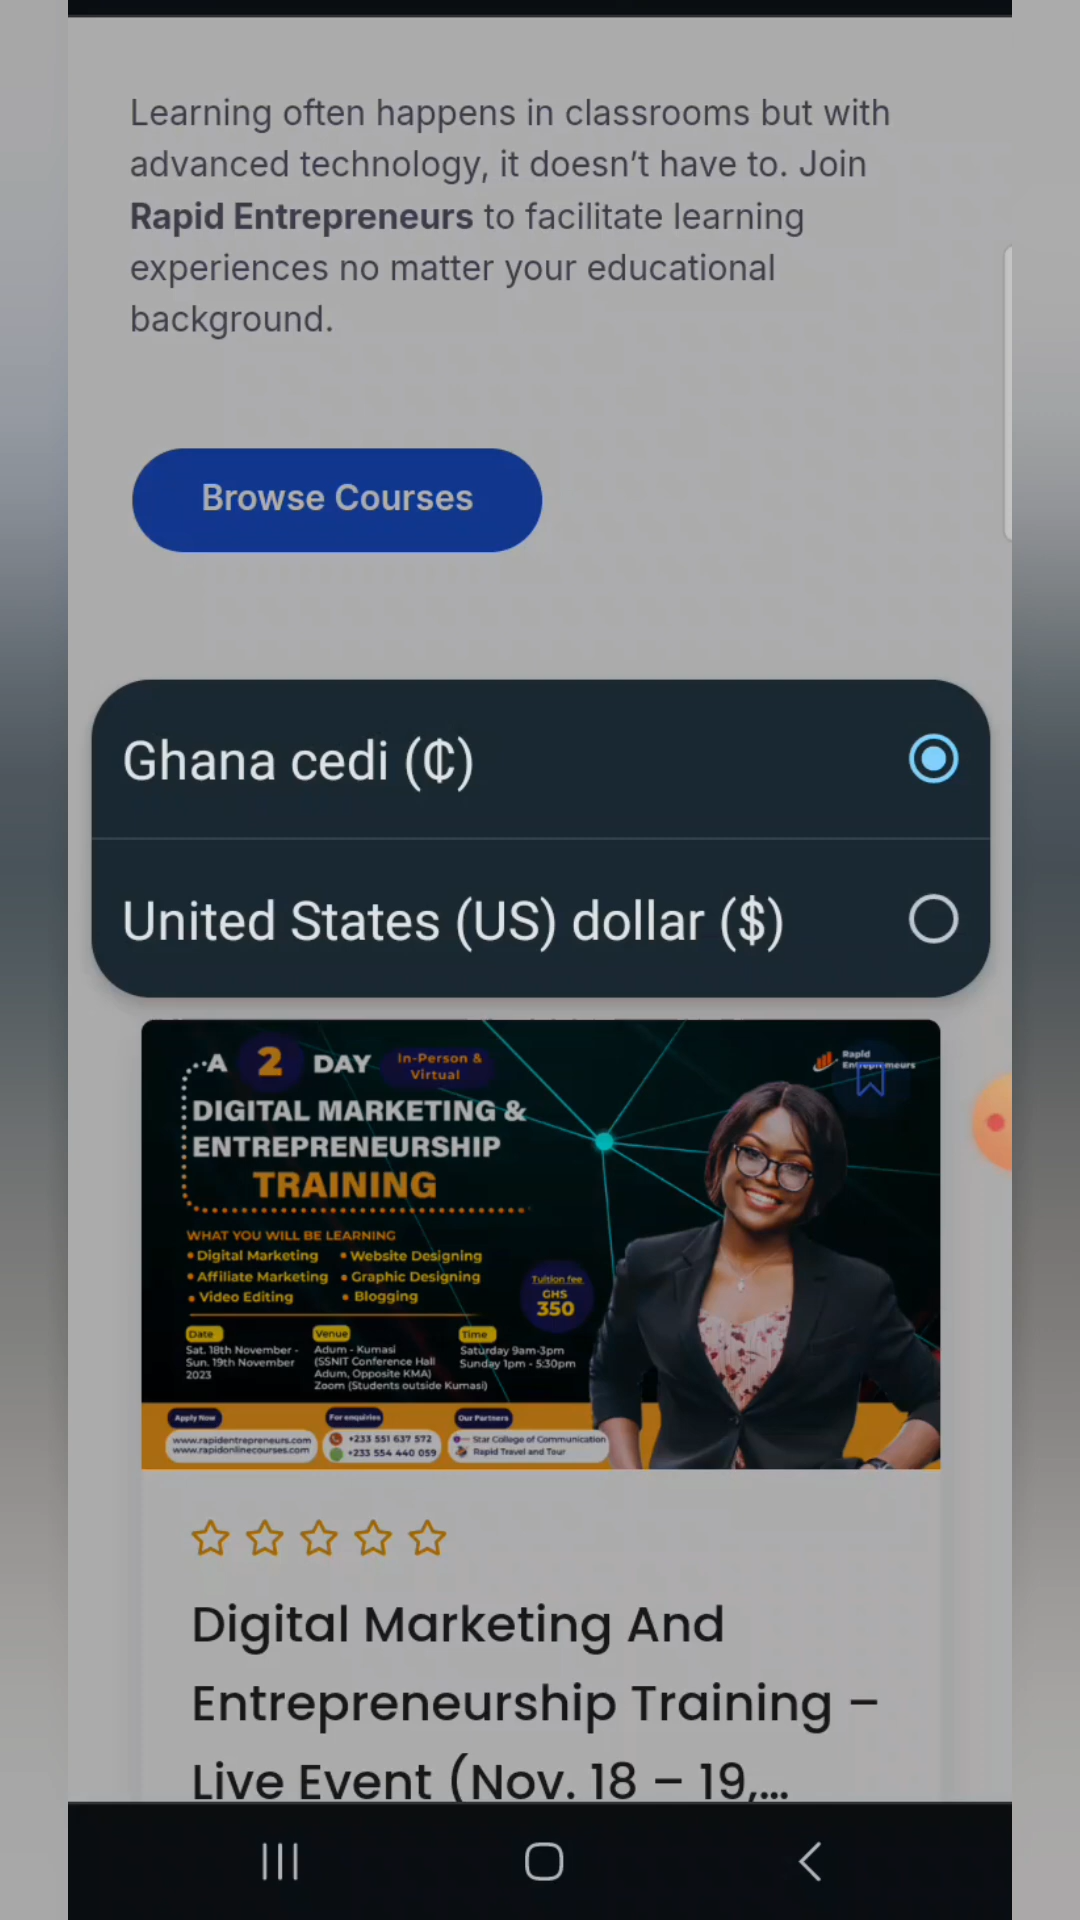 Learning often happens in classrooms but with
advanced technology, it doesn’t have to. Join
Rapid Entrepreneurs to facilitate learning
experiences no matter your educational
background.
Browse Courses
Ghana cedi (₵)
United States (US) dollar ($)
A 2 DAY In-Person &
Virtual
DIGITAL MARKETING &
ENTREPRENEURSHIP
TRAINING
Rapid
Entrepreneurs
WHAT YOU WILL BE LEARNING
• Digital Marketing • Website Designing
• Affiliate Marketing • Graphic Designing
• Video Editing • Blogging
Tuition fee
GHS
350
Date
Sat. 18th November -
Sun. 19th November
2023
Venue
Adum - Kumasi
(SSNIT Conference Hall
Adum, Opposite KMA)
Zoom (Students outside Kumasi)
Time
Saturday 9am-3pm
Sunday 1pm - 5:30pm
Apply Now
www.rapidentrepreneurs.com
www.rapidonlinecourses.com
For enquiries
+233 551 637 572
+233 554 440 059
Our Partners
Star College of Communication
Rapid Travel and Tour
Digital Marketing And
Entrepreneurship Training –
Live Event (Nov. 18 – 19,...